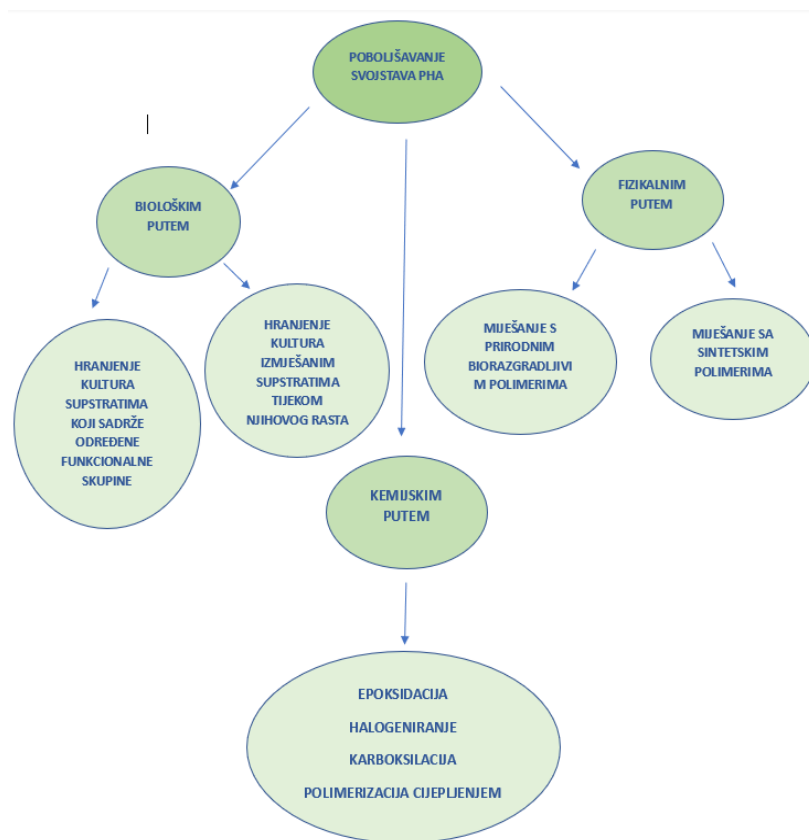 POBOLJŠAVANJE
SVOJSTAVA PHA
BIOLOŠKIM
PUTEM
FIZIKALNIM
PUTEM
HRANJENJE
KULTURA
SUPSTRATIMA
KOJI SADRŽE
ODREĐENE
FUNKCIONALNE
SKUPINE
HRANJENJE
KULTURA
IZMJEŠANIM
SUPSTRATIMA
TIJEKOM
NJIHOVOG RASTA
MIJEŠANJE S
PRIRODNIM
BIORAZGRADLJIVI
M POLIMERIMA
MIJEŠANJE SA
SINTETSKIM
POLIMERIMA
KEMIJSKIM
PUTEM
EPOKSIDACIJA
HALOGENIRANJE
KARBOKSILACIJA
POLIMERIZACIJA CIJEPLJENJEM